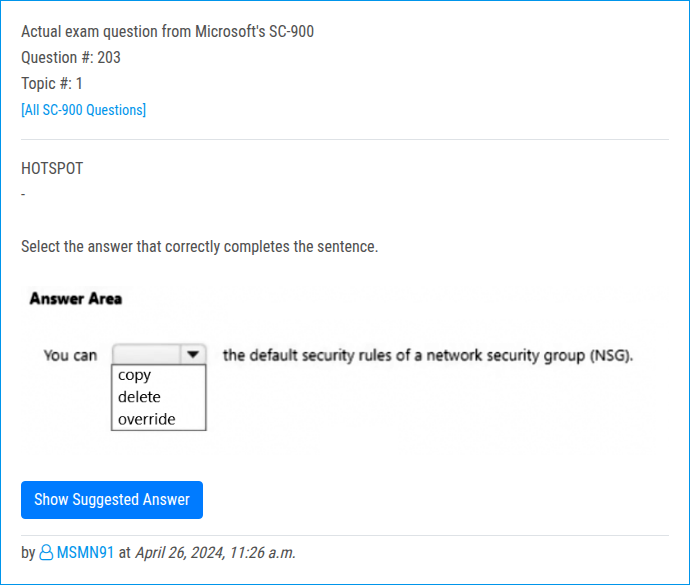 Actual exam question from Microsoft's SC-900
Question #: 203
Topic #: 1
[All SC-900 Questions]
HOTSPOT
-
Select the answer that correctly completes the sentence.
Answer Area
You can the default security rules of a network security group (NSG).
copy
delete
override
Show Suggested Answer
by MSMN91 at April 26, 2024, 11:26 a.m.